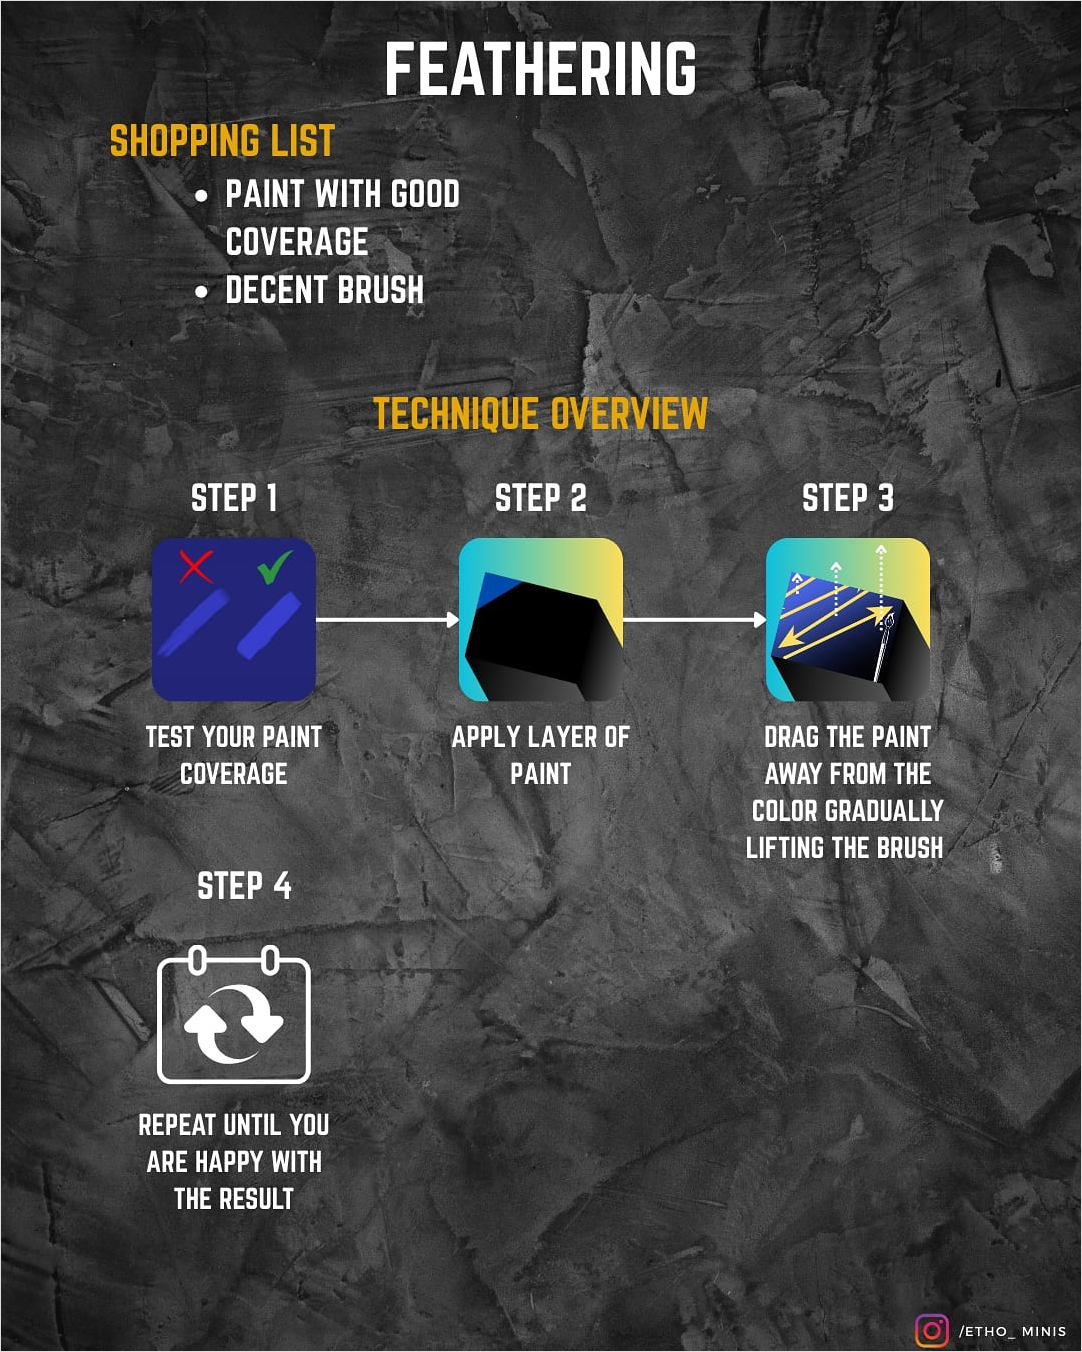 FEATHERING
SHOPPING LIST
• PAINT WITH GOOD
COVERAGE
• DECENT BRUSH
TECHNIQUE OVERVIEW
STEP 1
STEP 2
STEP 3
TEST YOUR PAINT
COVERAGE
APPLY LAYER OF
PAINT
DRAG THE PAINT
AWAY FROM THE
COLOR GRADUALLY
LIFTING THE BRUSH
STEP 4
REPEAT UNTIL YOU
ARE HAPPY WITH
THE RESULT
/ETHO_ MINIS